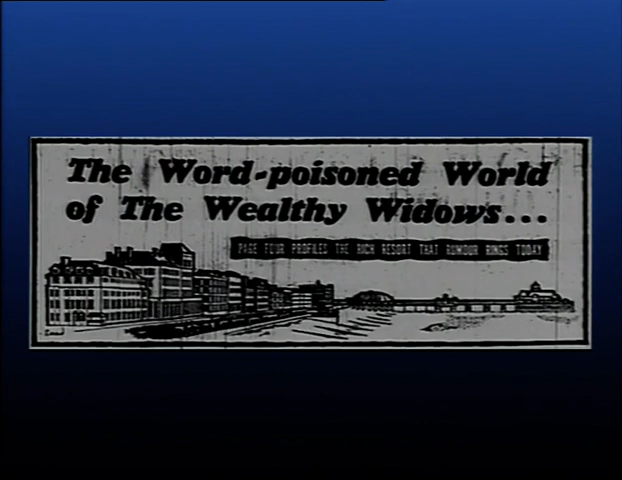 The Word-poisoned World
of The Wealthy Widows...
PAGE FOUR PROFILES THE RICH RESORT THAT RUMOUR RINGS TODAY